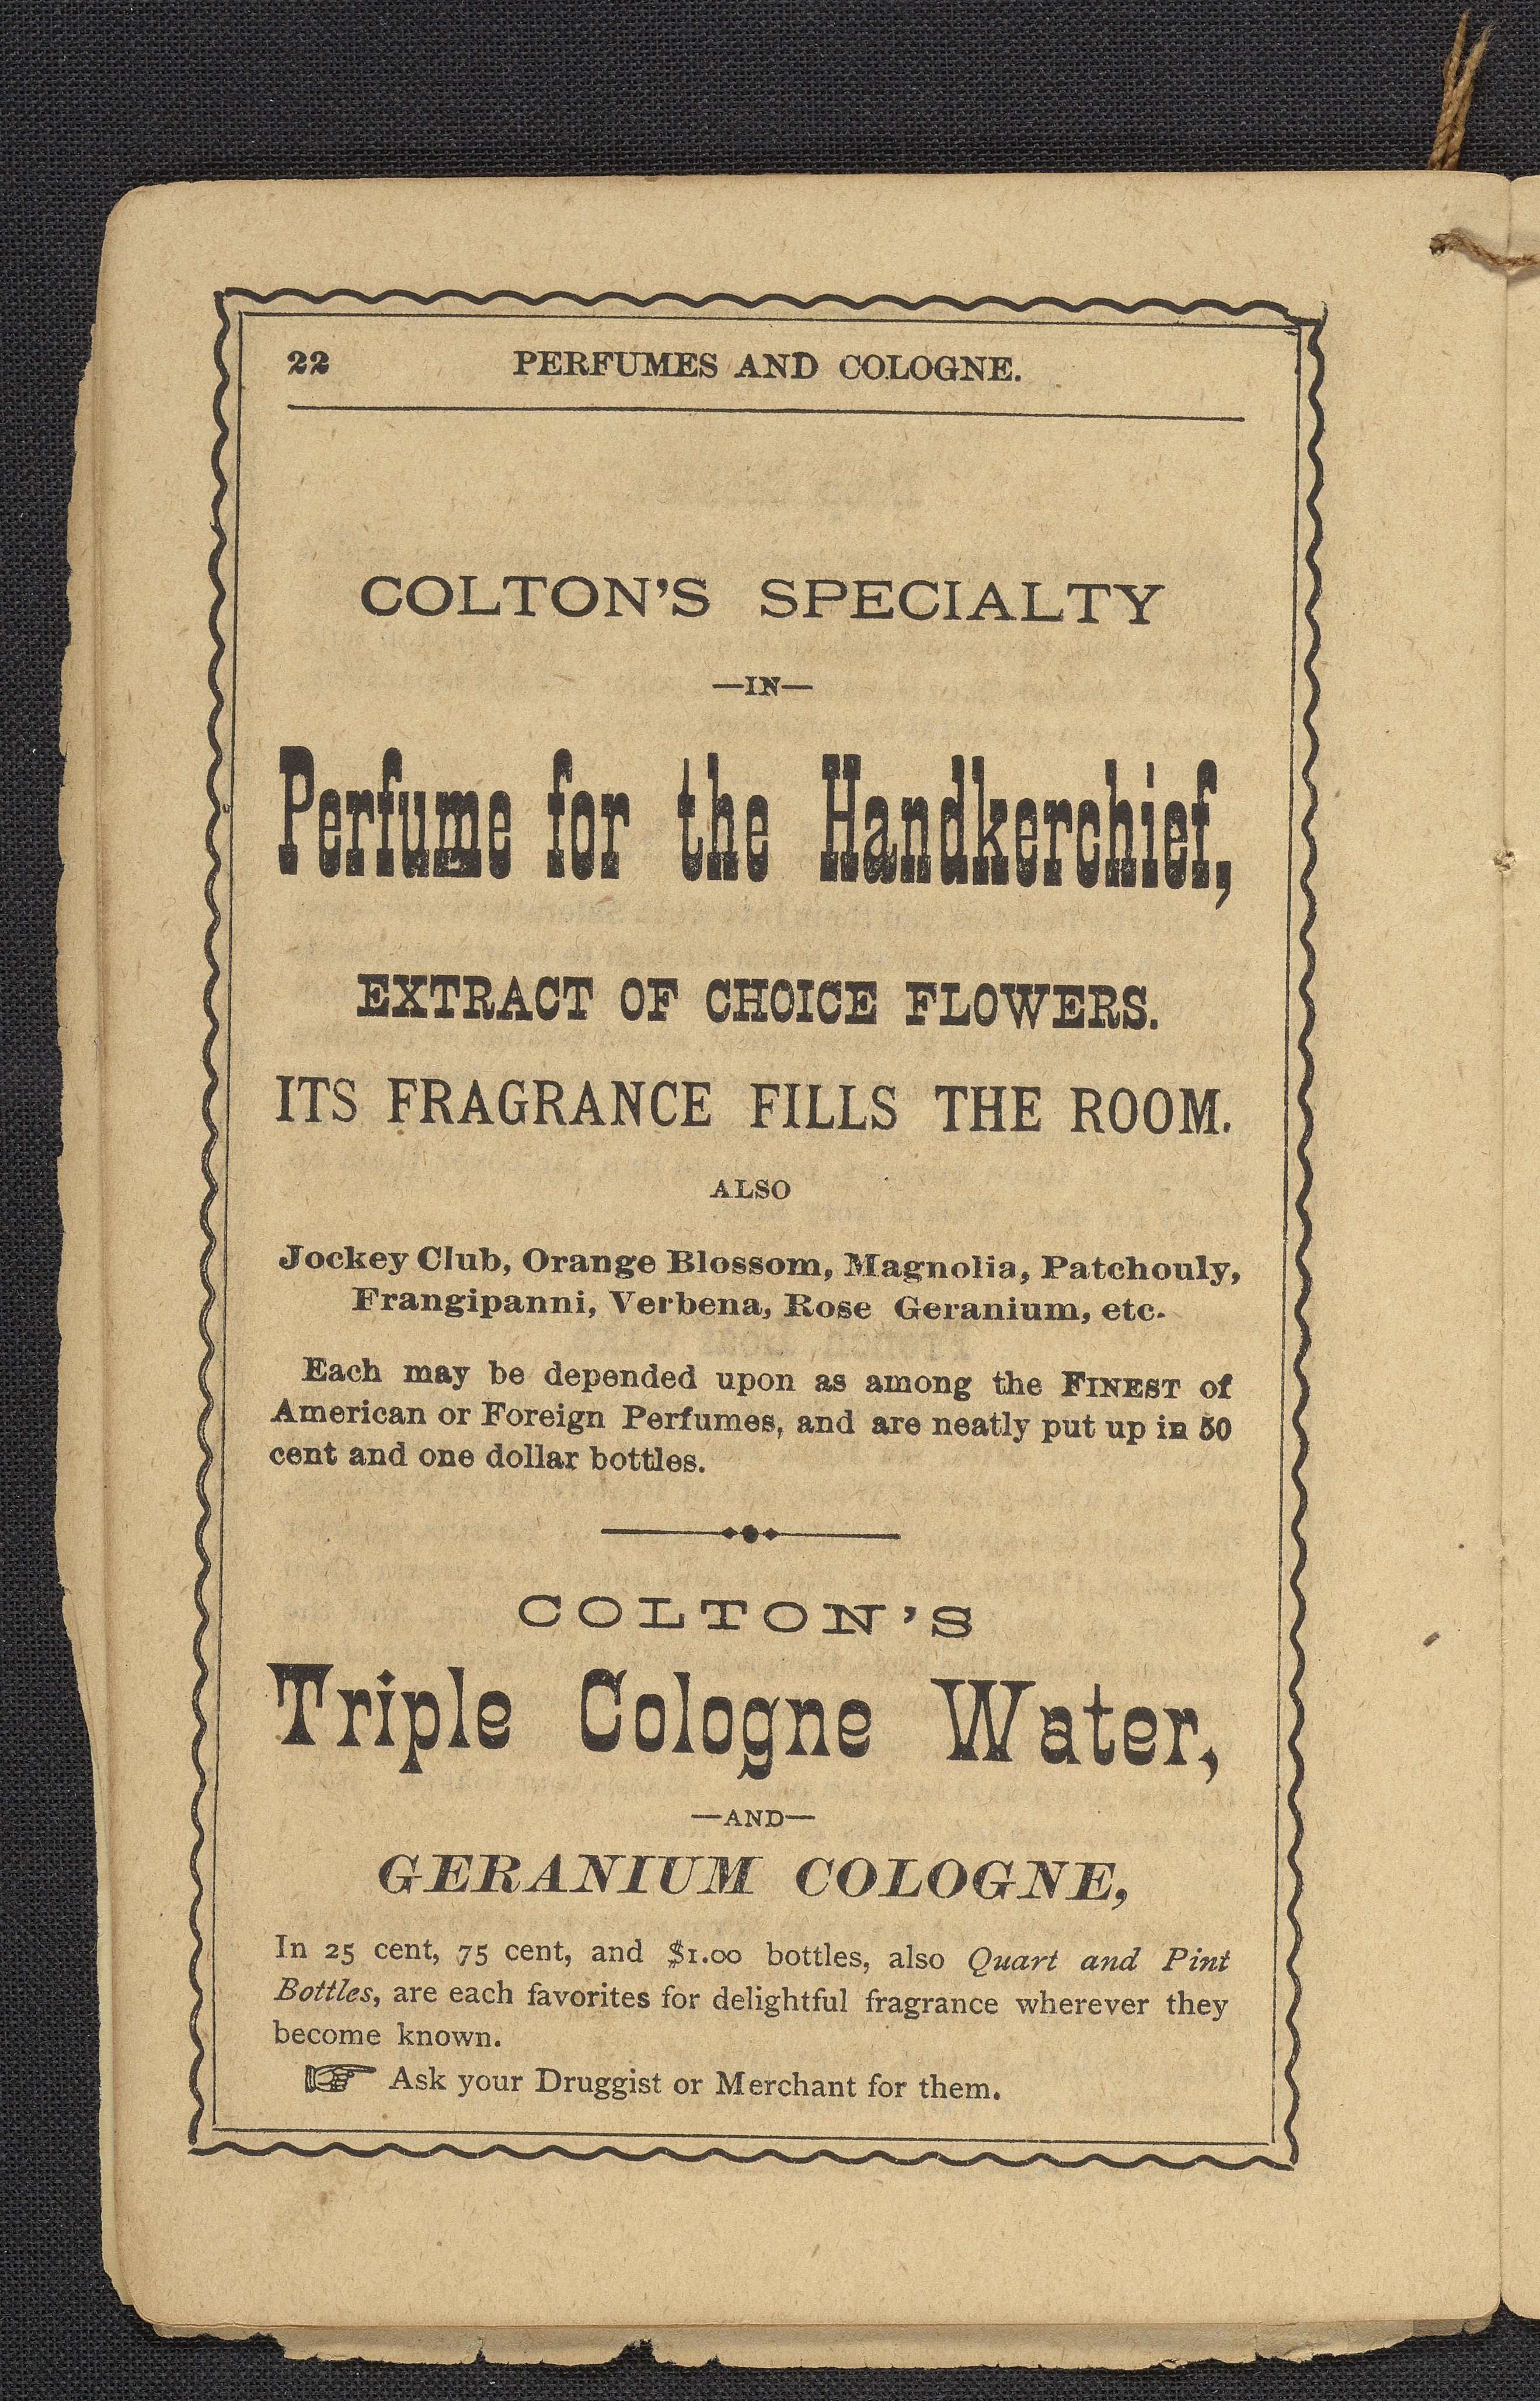 22 PERFUMES AND COLOGNE.
COLTON'S SPECIALTY
—IN—
Perfume for the Handkerchief,
EXTRACT OF CHOICE FLOWERS.
ITS FRAGRANCE FILLS THE ROOM.
ALSO
Jockey Club, Orange Blossom, Magnolia, Patchouly,
Frangipanni, Verbena, Rose Geranium, etc.
Each may be depended upon as among the FINEST of
American or Foreign Perfumes, and are neatly put up in 50
cent and one dollar bottles.
COLTON'S
Triple Cologne Water,
—AND—
GERANIUM COLOGNE,
In 25 cent, 75 cent, and $1.00 bottles, also Quart and Pint
Bottles, are each favorites for delightful fragrance wherever they
become known.
☞ Ask your Druggist or Merchant for them.